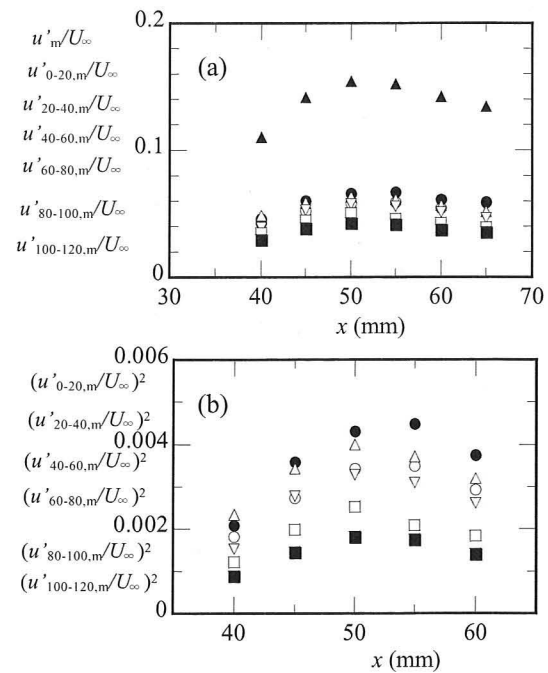 0.2
u'm/U∞
(a)
u'0-20,m/U∞
u'20-40,m/U∞
u'40-60,m/U∞
0.1
u'60-80,m/U∞
u'80-100,m/U∞
u'100-120,m/U∞
0
30 40 50 60 70
x (mm)
0.006
(u'0-20,m/U∞)²
(b)
(u'20-40,m/U∞)²
0.004
(u'40-60,m/U∞)²
(u'60-80,m/U∞)²
0.002
(u'80-100,m/U∞)²
(u'100-120,m/U∞)²
0
40 50 60
x (mm)